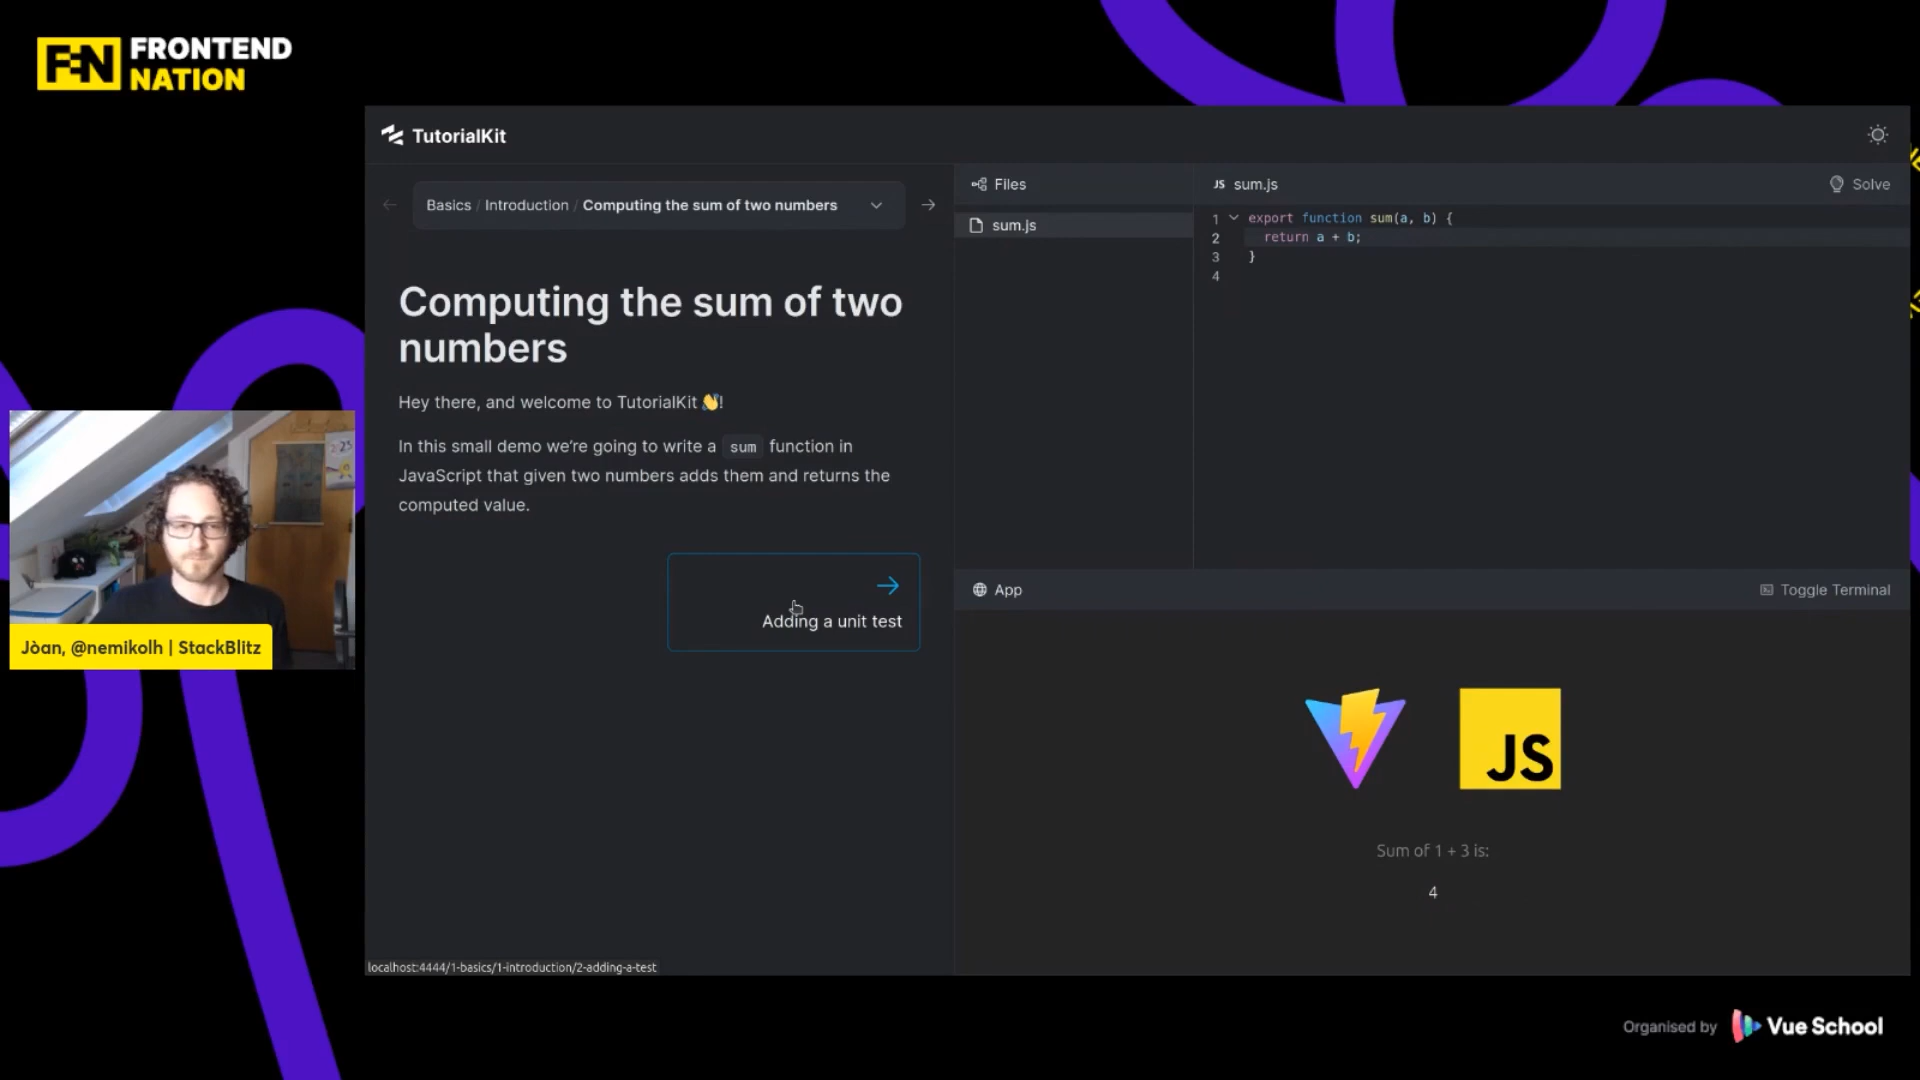 FEN FRONTEND
NATION
TutorialKit
Basics / Introduction / Computing the sum of two numbers
Computing the sum of two
numbers
Hey there, and welcome to TutorialKit 👋!
In this small demo we're going to write a sum function in
JavaScript that given two numbers adds them and returns the
computed value.
Adding a unit test
localhost:4444/1-basics/1-introduction/2-adding-a-test
Files
sum.js
JS sum.js
Solve
1 export function sum(a, b) {
2 return a + b;
3 }
4
App
Toggle Terminal
JS
Sum of 1 + 3 is:
4
Jòan, @nemikolh | StackBlitz
Organised by Vue School